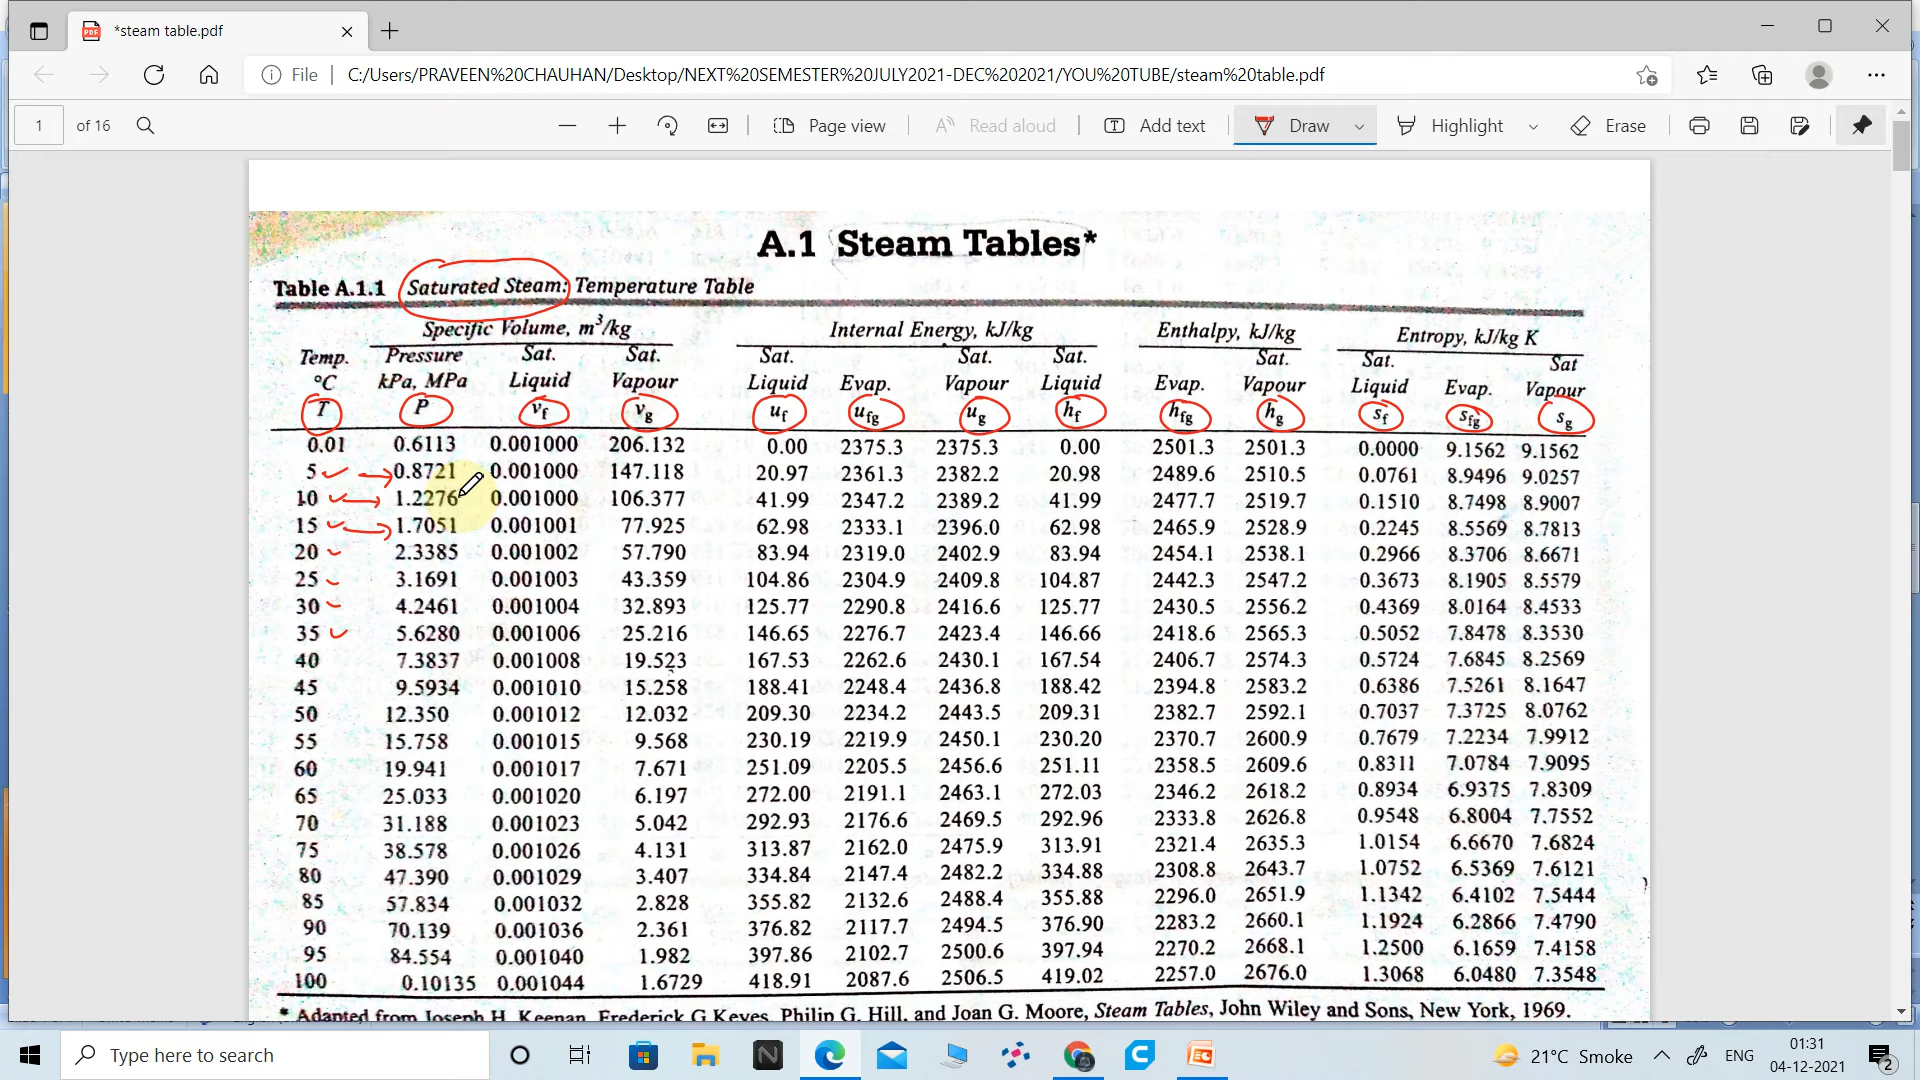 *steam table.pdf
File
C:/Users/PRAVEEN%20CHAUHAN/Desktop/NEXT%20SEMESTER%20JULY2021-DEC%202021/YOU%20TUBE/steam%20table.pdf
1 of 16 Page view Read aloud Add text Draw Highlight Erase
A.1 Steam Tables*
Table A.1.1 Saturated Steam: Temperature Table
Specific Volume, m³/kg Internal Energy, kJ/kg Enthalpy, kJ/kg Entropy, kJ/kg K
Temp. Pressure Sat. Sat. Sat. Sat. Sat. Sat. Sat. Sat
°C kPa, MPa Liquid Vapour Liquid Evap. Vapour Liquid Evap. Vapour Liquid Evap. Vapour
T P vf vg uf ufg ug hf hfg hg sf sfg sg
0.01 0.6113 0.001000 206.132 0.00 2375.3 2375.3 0.00 2501.3 2501.3 0.0000 9.1562 9.1562
5 0.8721 0.001000 147.118 20.97 2361.3 2382.2 20.98 2489.6 2510.5 0.0761 8.9496 9.0257
10 1.2276 0.001000 106.377 41.99 2347.2 2389.2 41.99 2477.7 2519.7 0.1510 8.7498 8.9007
15 1.7051 0.001001 77.925 62.98 2333.1 2396.0 62.98 2465.9 2528.9 0.2245 8.5569 8.7813
20 2.3385 0.001002 57.790 83.94 2319.0 2402.9 83.94 2454.1 2538.1 0.2966 8.3706 8.6671
25 3.1691 0.001003 43.359 104.86 2304.9 2409.8 104.87 2442.3 2547.2 0.3673 8.1905 8.5579
30 4.2461 0.001004 32.893 125.77 2290.8 2416.6 125.77 2430.5 2556.2 0.4369 8.0164 8.4533
35 5.6280 0.001006 25.216 146.65 2276.7 2423.4 146.66 2418.6 2565.3 0.5052 7.8478 8.3530
40 7.3837 0.001008 19.523 167.53 2262.6 2430.1 167.54 2406.7 2574.3 0.5724 7.6845 8.2569
45 9.5934 0.001010 15.258 188.41 2248.4 2436.8 188.42 2394.8 2583.2 0.6386 7.5261 8.1647
50 12.350 0.001012 12.032 209.30 2234.2 2443.5 209.31 2382.7 2592.1 0.7037 7.3725 8.0762
55 15.758 0.001015 9.568 230.19 2219.9 2450.1 230.20 2370.7 2600.9 0.7679 7.2234 7.9912
60 19.941 0.001017 7.671 251.09 2205.5 2456.6 251.11 2358.5 2609.6 0.8311 7.0784 7.9095
65 25.033 0.001020 6.197 272.00 2191.1 2463.1 272.03 2346.2 2618.2 0.8934 6.9375 7.8309
70 31.188 0.001023 5.042 292.93 2176.6 2469.5 292.96 2333.8 2626.8 0.9548 6.8004 7.7552
75 38.578 0.001026 4.131 313.87 2162.0 2475.9 313.91 2321.4 2635.3 1.0154 6.6670 7.6824
80 47.390 0.001029 3.407 334.84 2147.4 2482.2 334.88 2308.8 2643.7 1.0752 6.5369 7.6121
85 57.834 0.001032 2.828 355.82 2132.6 2488.4 355.88 2296.0 2651.9 1.1342 6.4102 7.5444
90 70.139 0.001036 2.361 376.82 2117.7 2494.5 376.90 2283.2 2660.1 1.1924 6.2866 7.4790
95 84.554 0.001040 1.982 397.86 2102.7 2500.6 397.94 2270.2 2668.1 1.2500 6.1659 7.4158
100 0.10135 0.001044 1.6729 418.91 2087.6 2506.5 419.02 2257.0 2676.0 1.3068 6.0480 7.3548
* Adapted from Joseph H. Keenan, Frederick G Keyes, Philip G. Hill, and Joan G. Moore, Steam Tables, John Wiley and Sons, New York, 1969.
Type here to search
21°C Smoke
ENG
01:31
04-12-2021
2